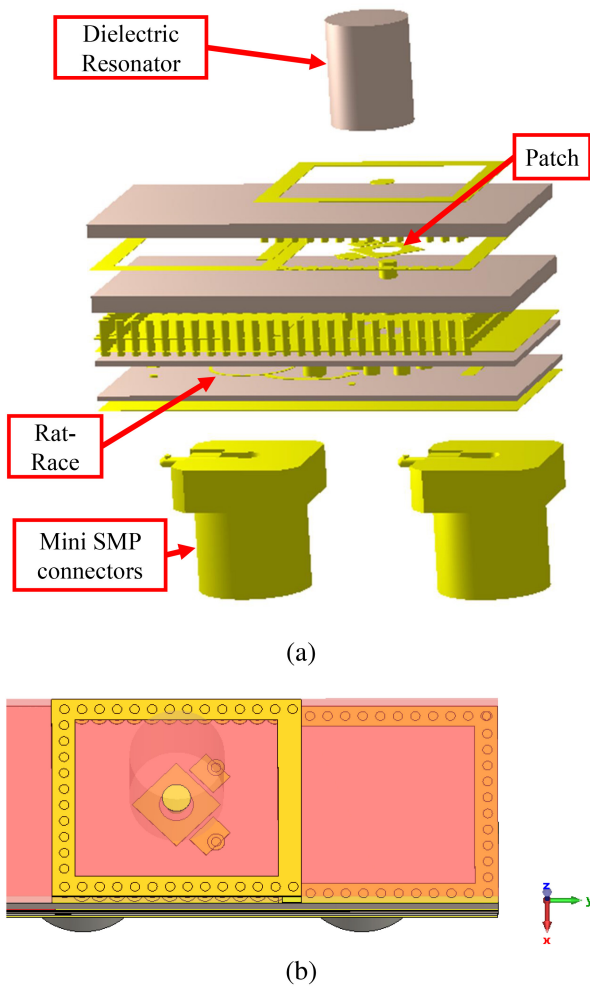 Dielectric
Resonator
Patch
Rat-
Race
Mini SMP
connectors
(a)
z
y
x
(b)